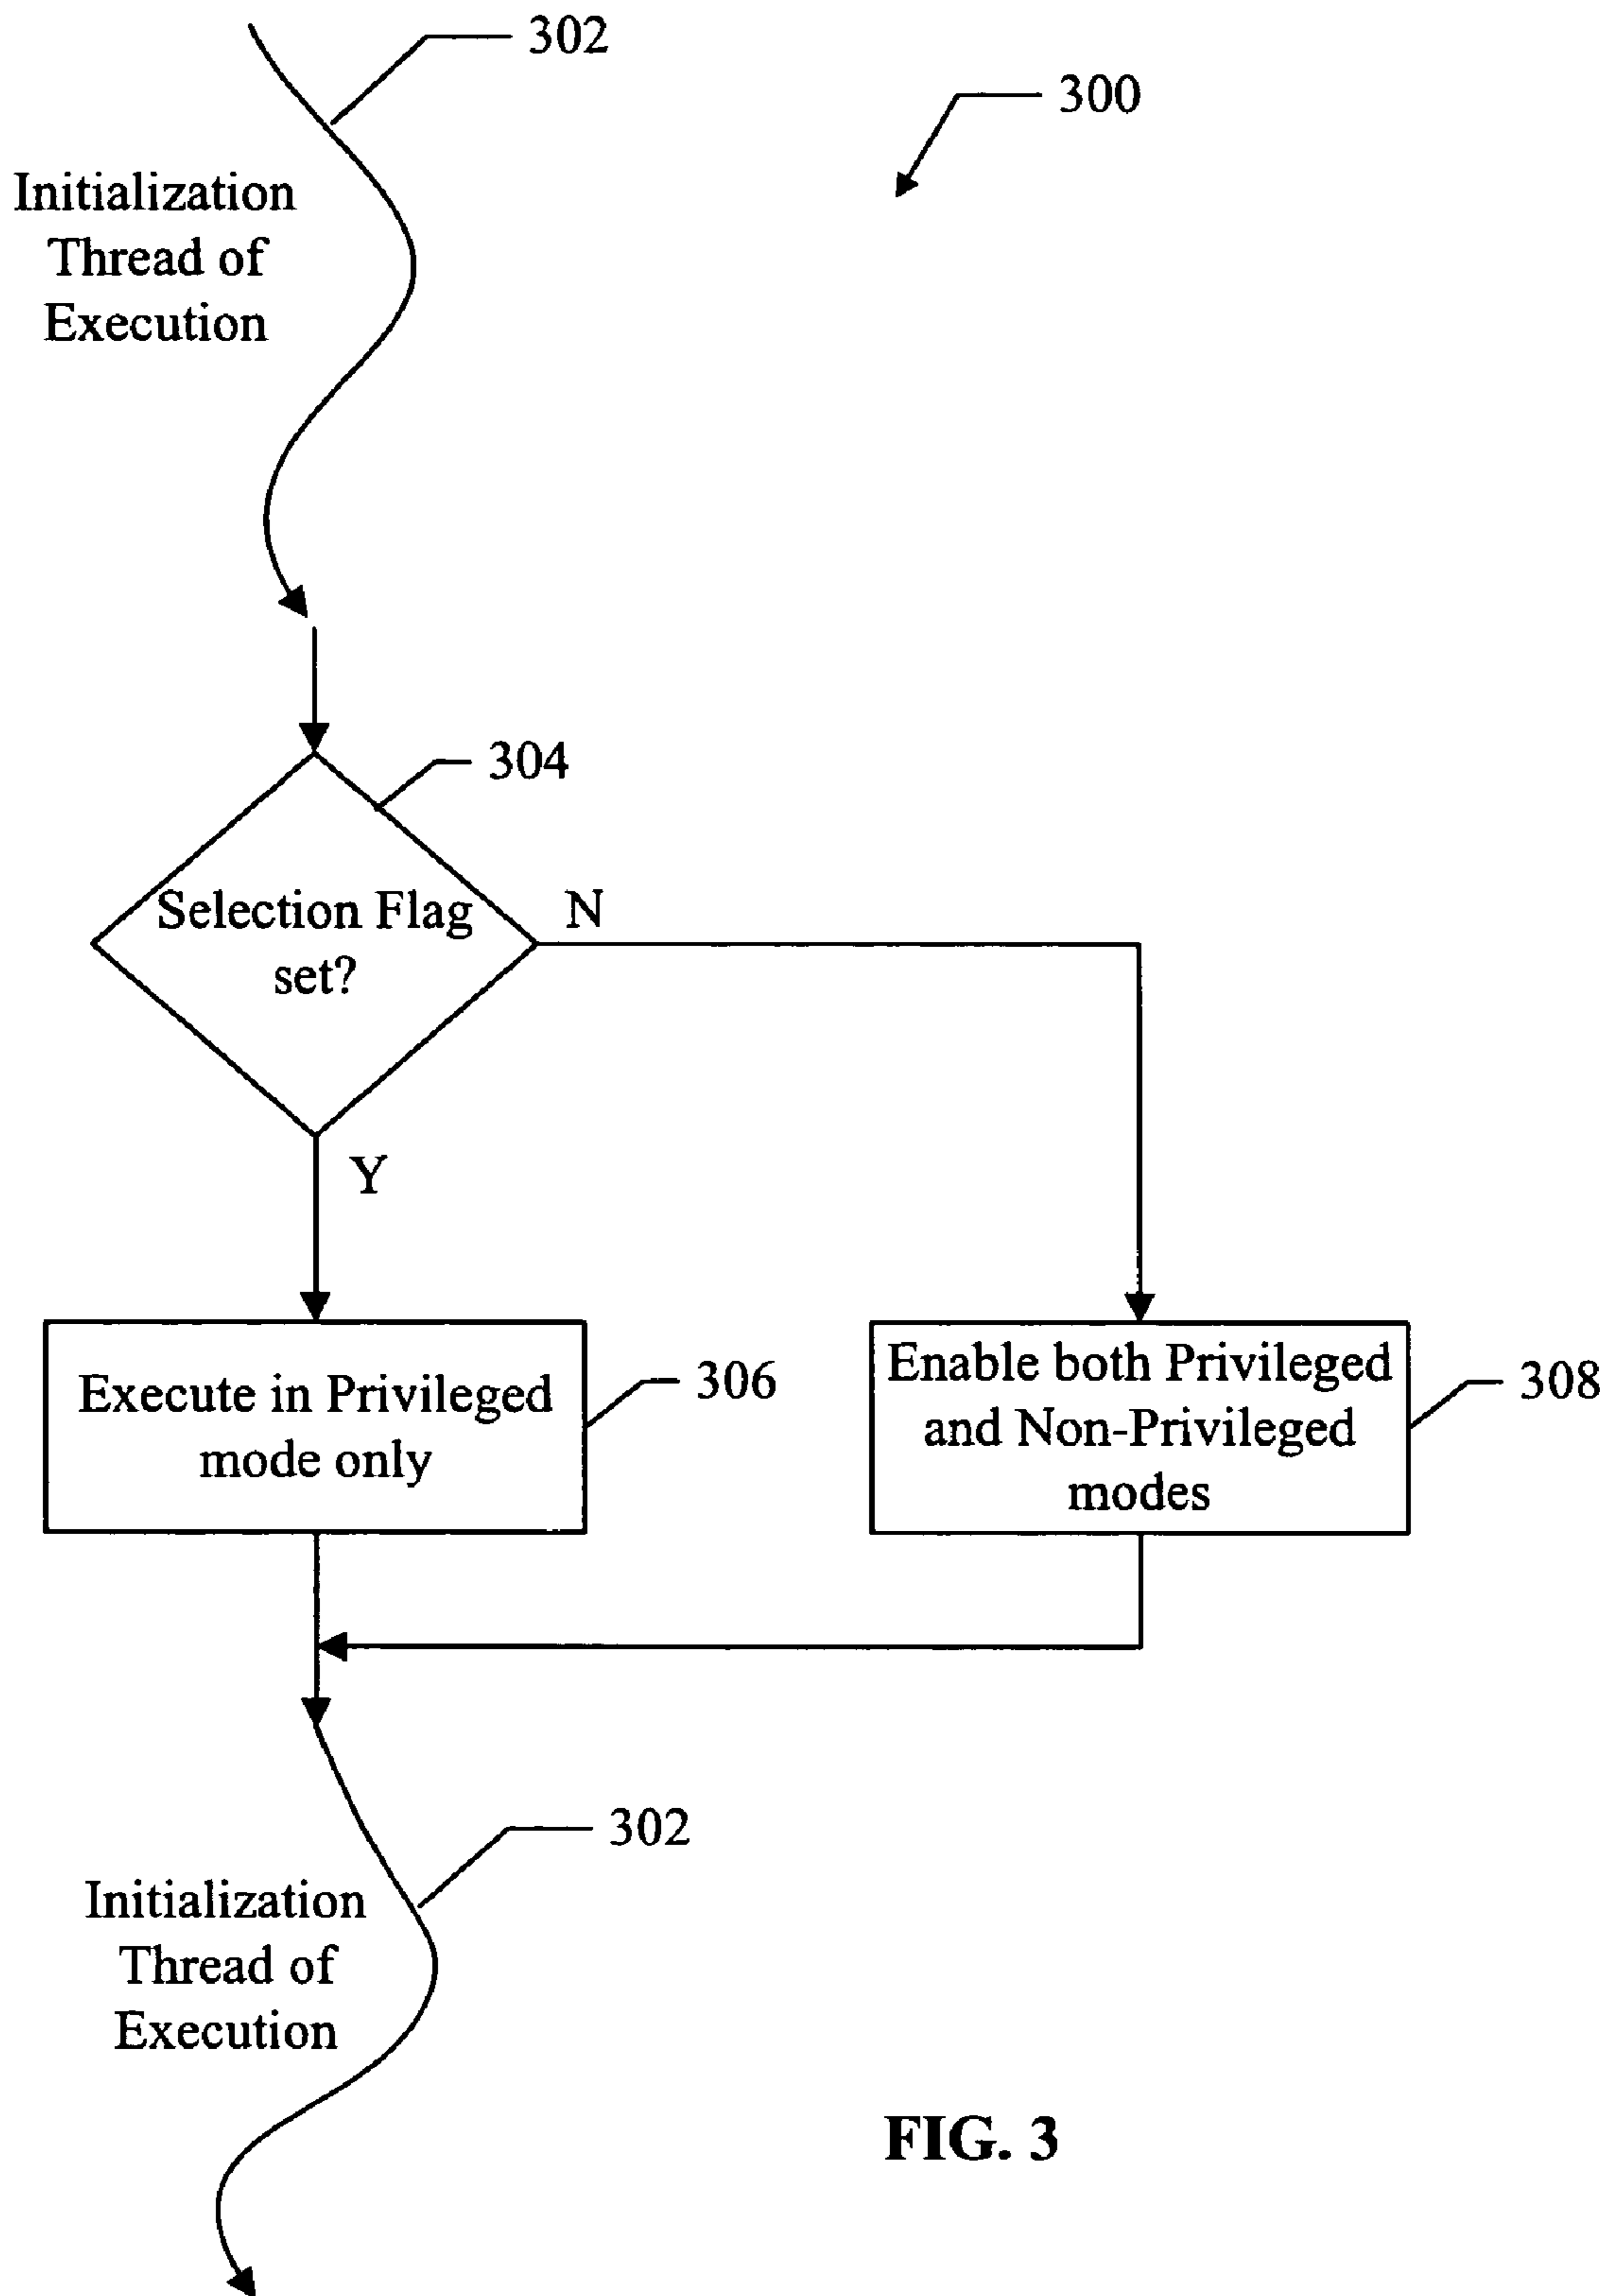 302
300
Initialization
Thread of
Execution
304
Selection Flag
set?
N
Y
Execute in Privileged
mode only
306
Enable both Privileged
and Non-Privileged
modes
308
302
Initialization
Thread of
Execution
FIG. 3